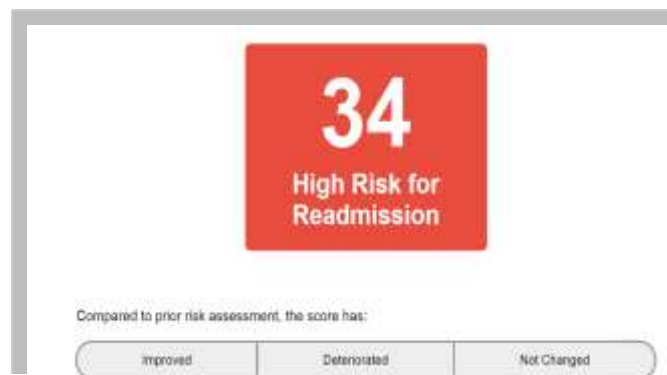 34
High Risk for
Readmission
Compared to prior risk assessment, the score has:
Improved Deteriorated Not Changed